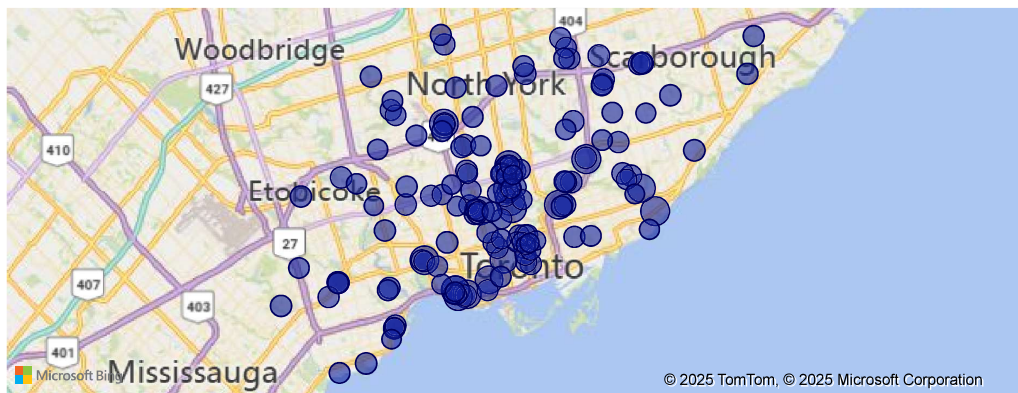 404
Woodbridge
Scarborough
North York
427
410
Etobicoke
27
Toronto
407
403
401
Mississauga
Microsoft Bing
© 2025 TomTom, © 2025 Microsoft Corporation